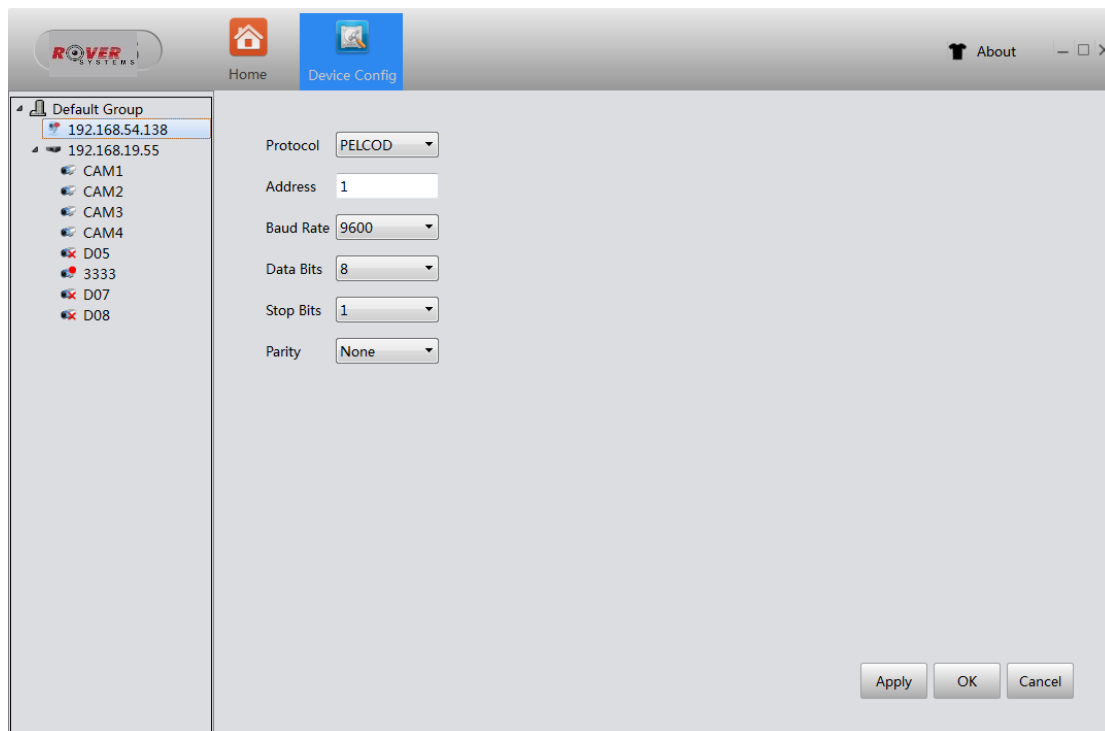 ROVER
SYSTEMS
Home
Device Config
About
Default Group
192.168.54.138
192.168.19.55
CAM1
CAM2
CAM3
CAM4
D05
3333
D07
D08
Protocol PELCOD
Address 1
Baud Rate 9600
Data Bits 8
Stop Bits 1
Parity None
Apply OK Cancel